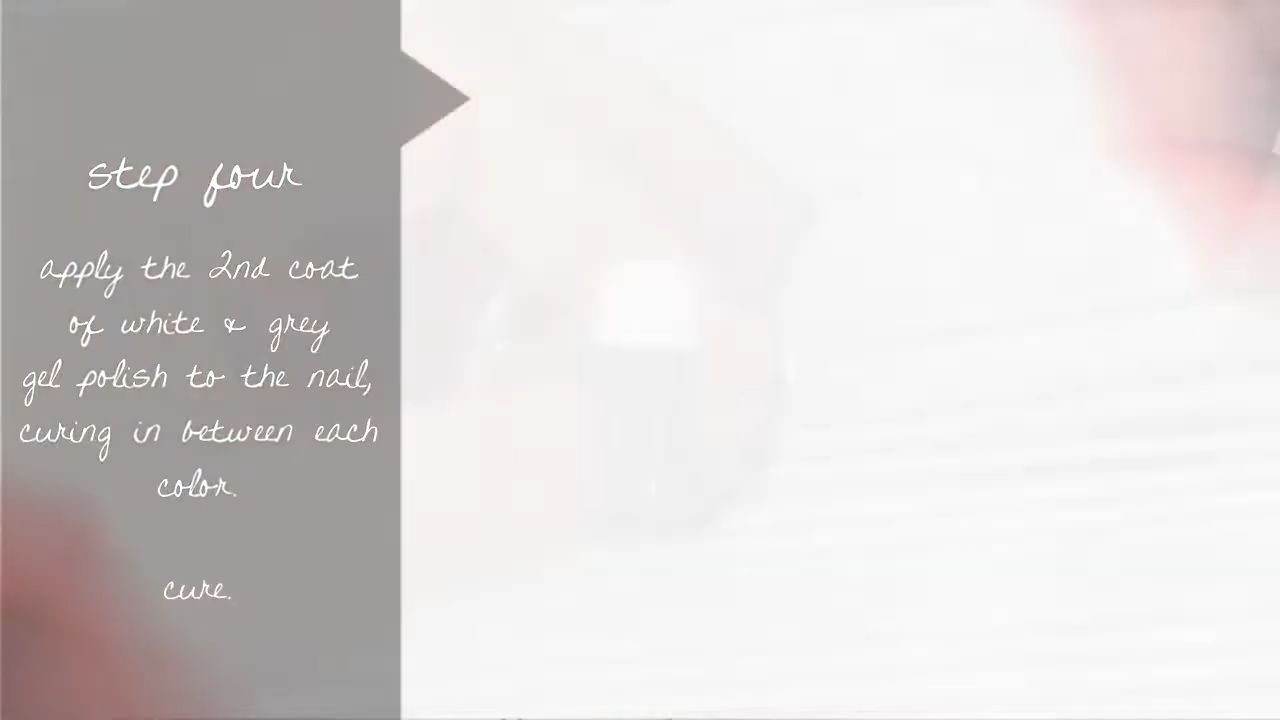 step four
apply the 2nd coat
of white & grey
gel polish to the nail,
curing in between each
color.
cure.